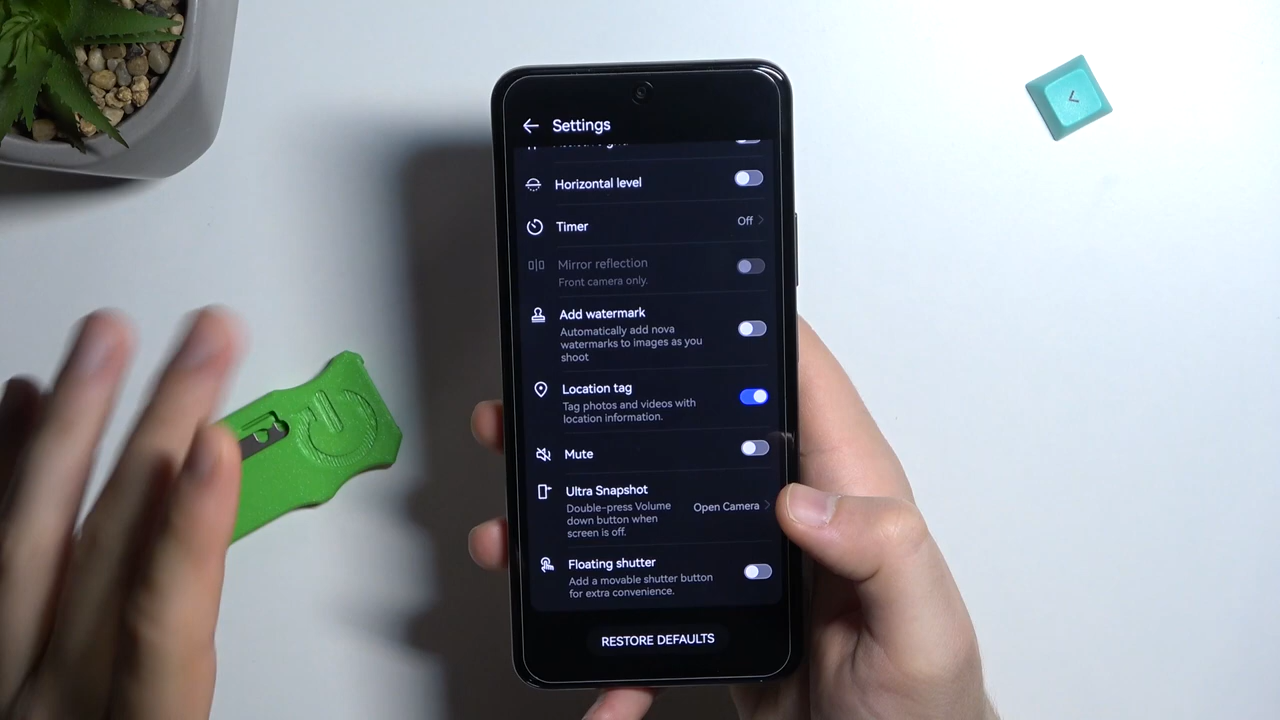 Settings
Horizontal level
Timer
Off
Mirror reflection
Front camera only.
Add watermark
Automatically add nova
watermarks to images as you
shoot
Location tag
Tag photos and videos with
location information.
Mute
Ultra Snapshot
Double-press Volume
down button when
screen is off.
Open Camera
Floating shutter
Add a movable shutter button
for extra convenience.
RESTORE DEFAULTS